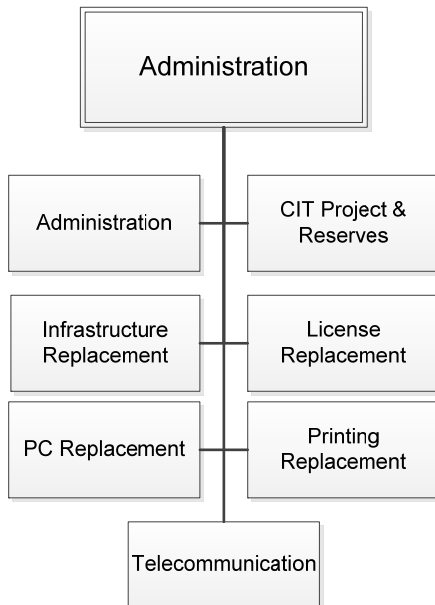 Administration
Administration
CIT Project &
Reserves
Infrastructure
Replacement
License
Replacement
PC Replacement
Printing
Replacement
Telecommunication